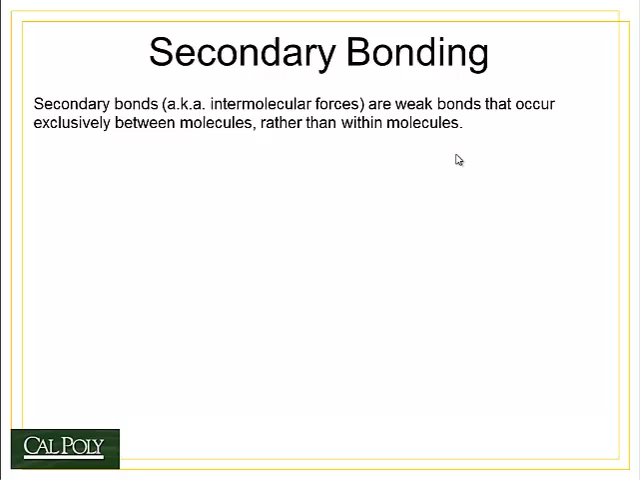 Secondary Bonding
Secondary bonds (a.k.a. intermolecular forces) are weak bonds that occur
exclusively between molecules, rather than within molecules.
CAL POLY